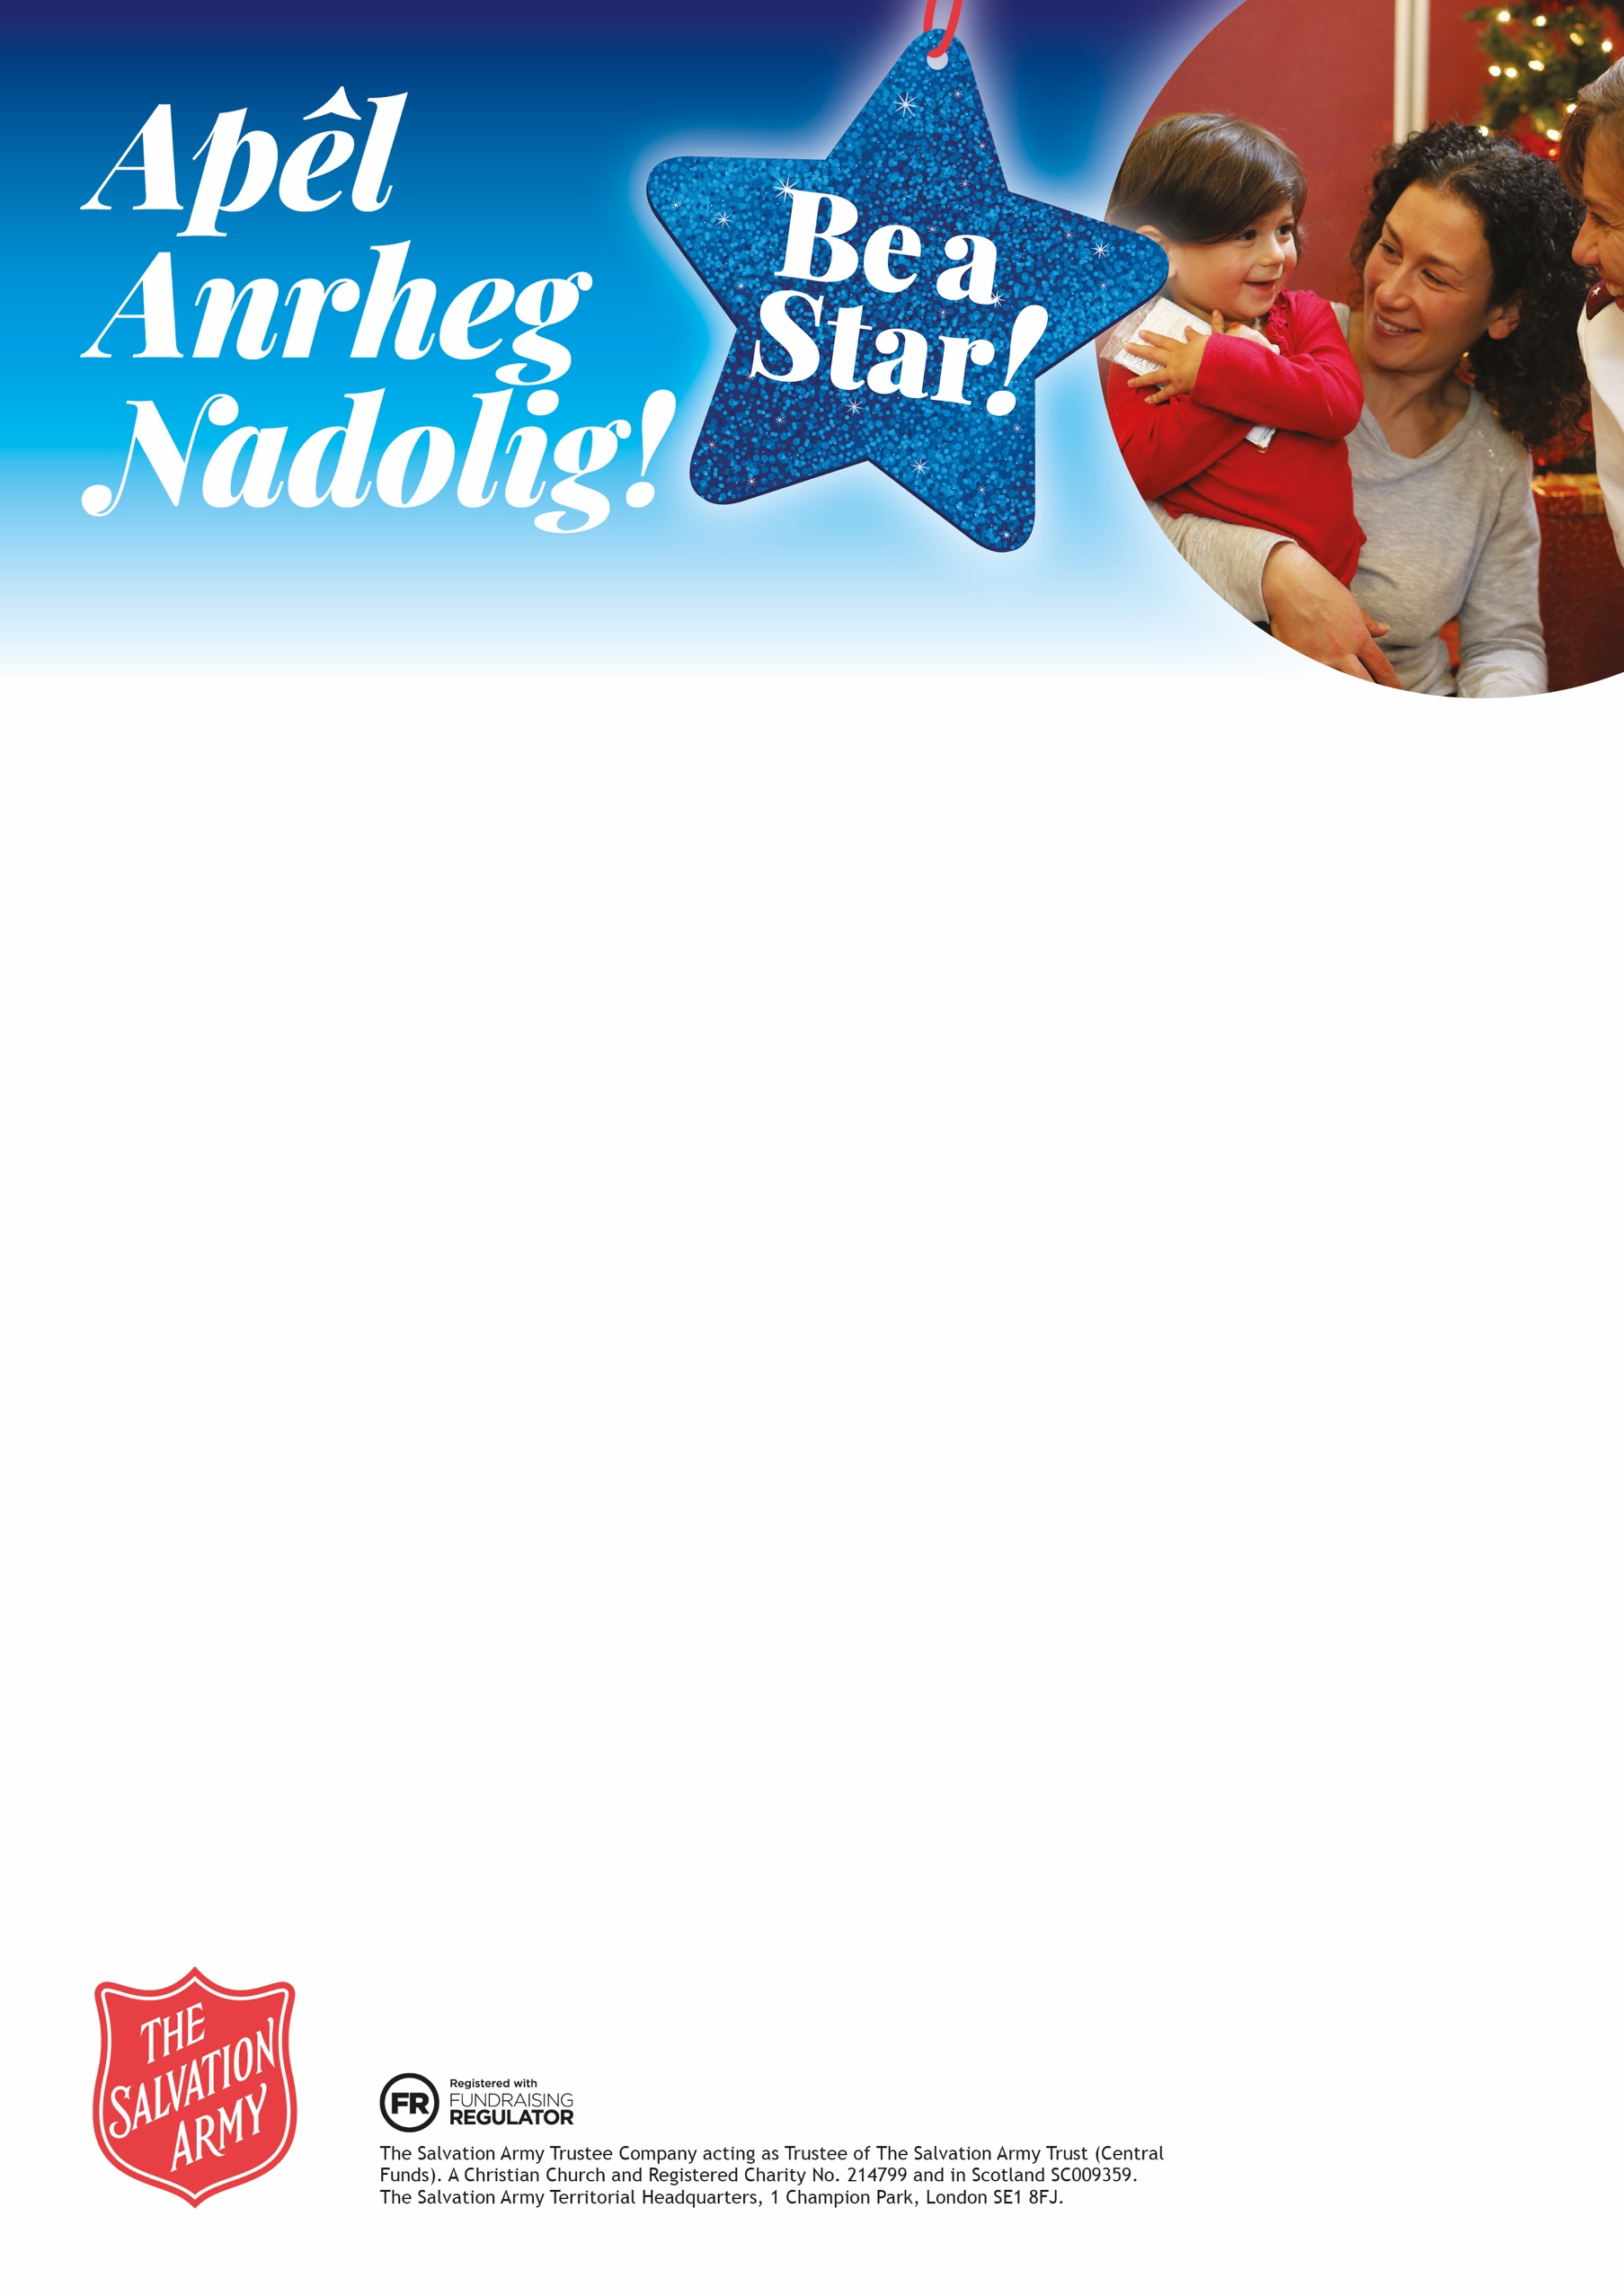 Apêl
Anrheg
Nadolig!
Be a
Star!
THE
SALVATION
ARMY
FR
Registered with
FUNDRAISING
REGULATOR
The Salvation Army Trustee Company acting as Trustee of The Salvation Army Trust (Central
Funds). A Christian Church and Registered Charity No. 214799 and in Scotland SC009359.
The Salvation Army Territorial Headquarters, 1 Champion Park, London SE1 8FJ.